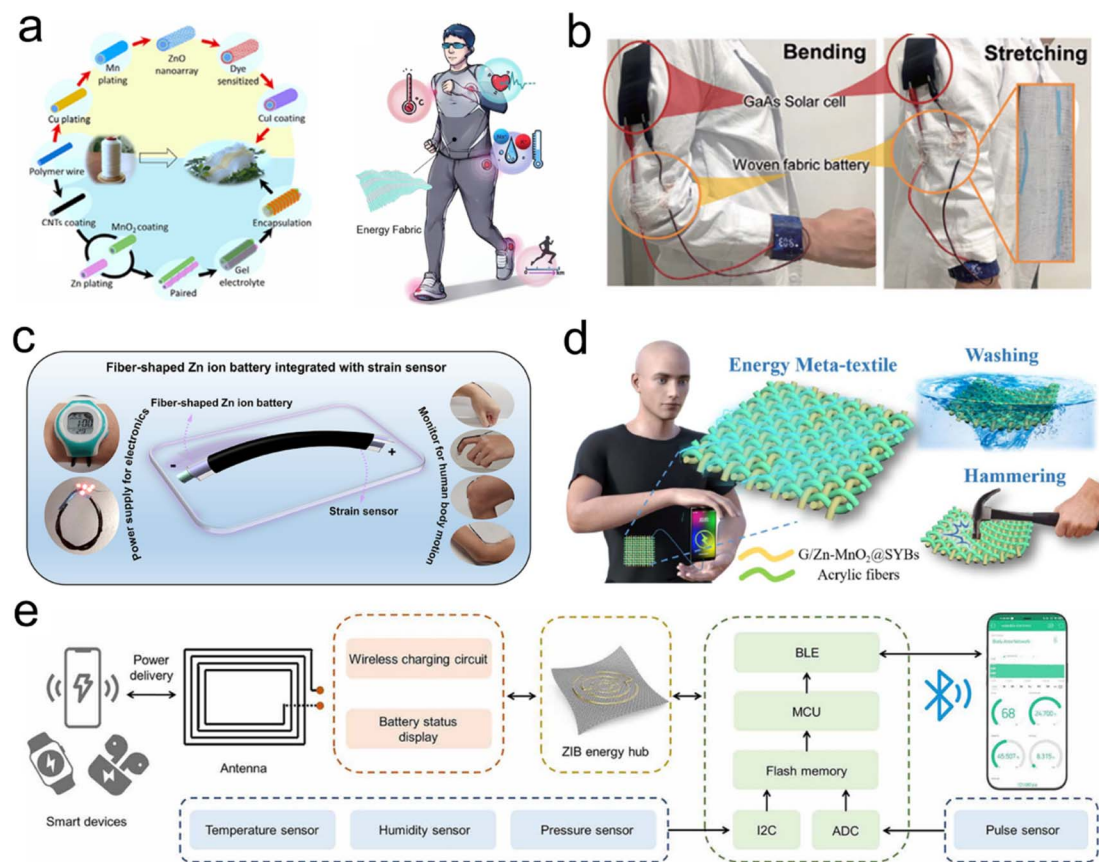 a
Mn
plating
ZnO
nanoarray
Dye
sensitized
Cu plating
CuI coating
Polymer wire
CNTs coating
MnO₂ coating
Encapsulation
Zn plating
Paired
Gel
electrolyte
°C
Energy Fabric
km
b
Bending
Stretching
GaAs Solar cell
Woven fabric battery
c
Fiber-shaped Zn ion battery integrated with strain sensor
Fiber-shaped Zn ion battery
Power supply for electronics
Monitor for human body motion
-
+
Strain sensor
d
Energy Meta-textile
Washing
Hammering
G/Zn-MnO₂@SYBs
Acrylic fibers
e
Power
delivery
Wireless charging circuit
Battery status
display
BLE
MCU
Flash memory
I2C
ADC
ZIB energy hub
Antenna
Smart devices
68
24.700
Temperature sensor
Humidity sensor
Pressure sensor
Pulse sensor